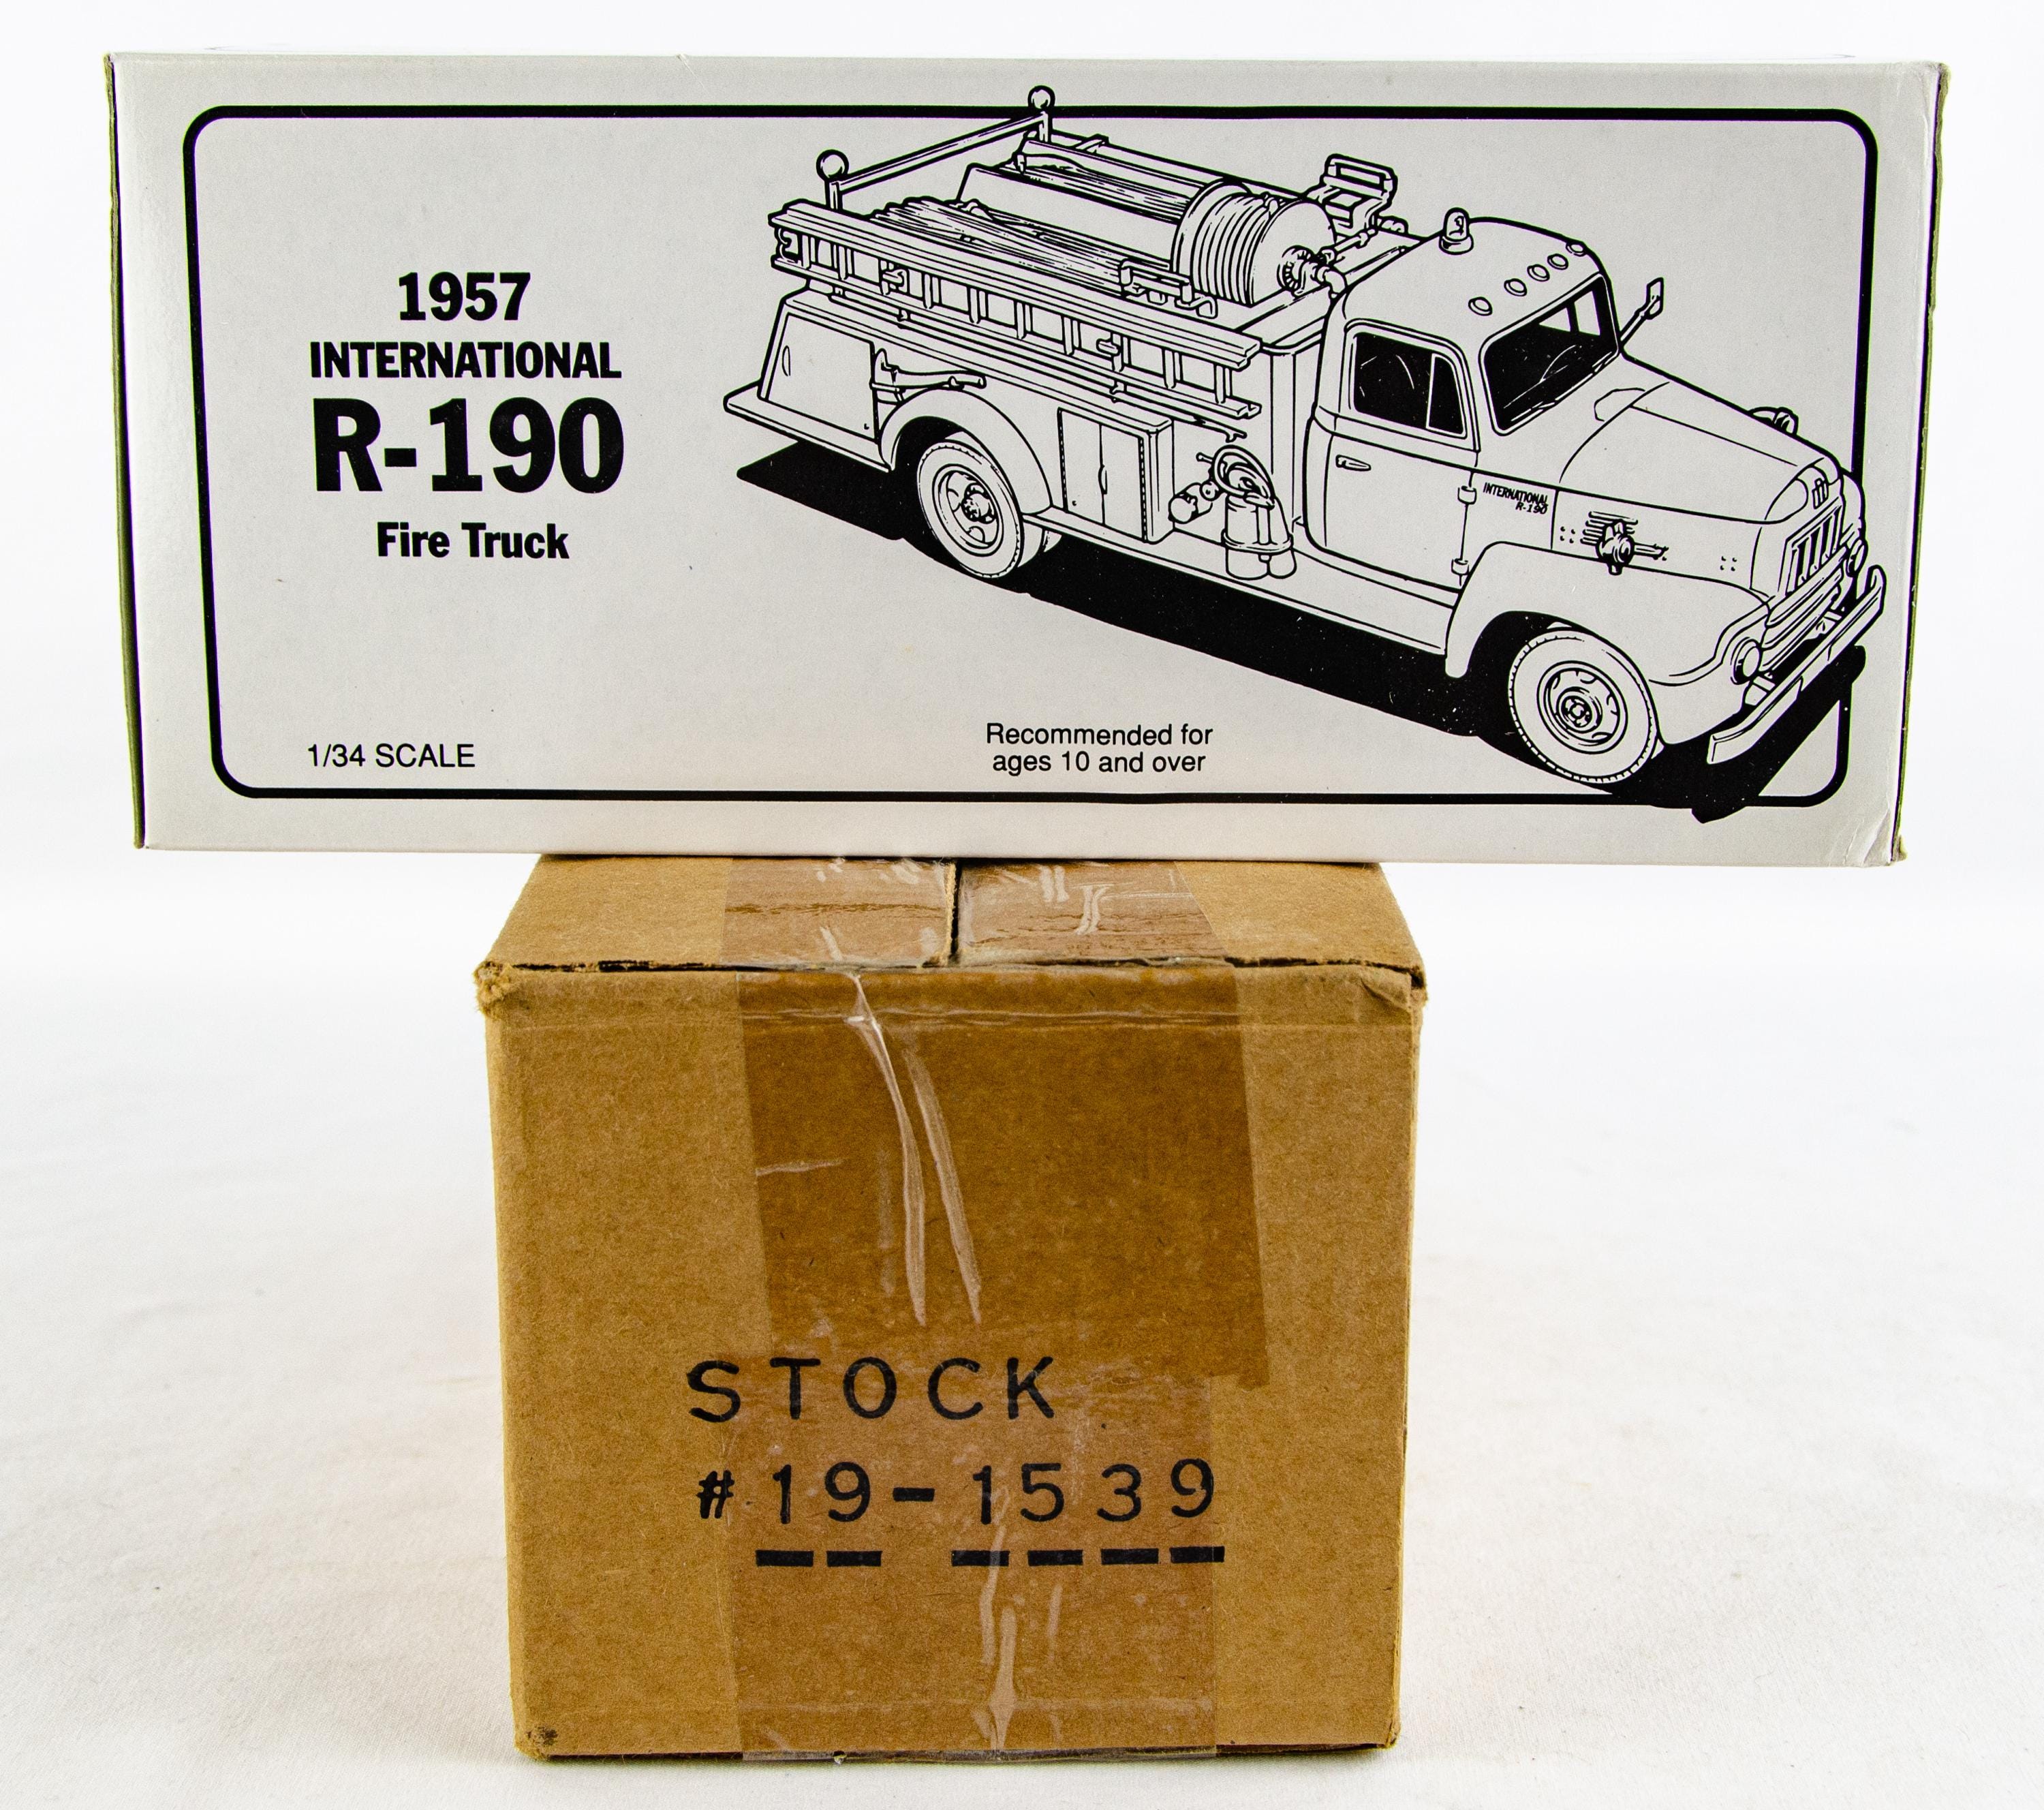 1957
INTERNATIONAL
R-190
Fire Truck
INTERNATIONAL
R-190
1/34 SCALE
Recommended for
ages 10 and over
STOCK
#19-1539